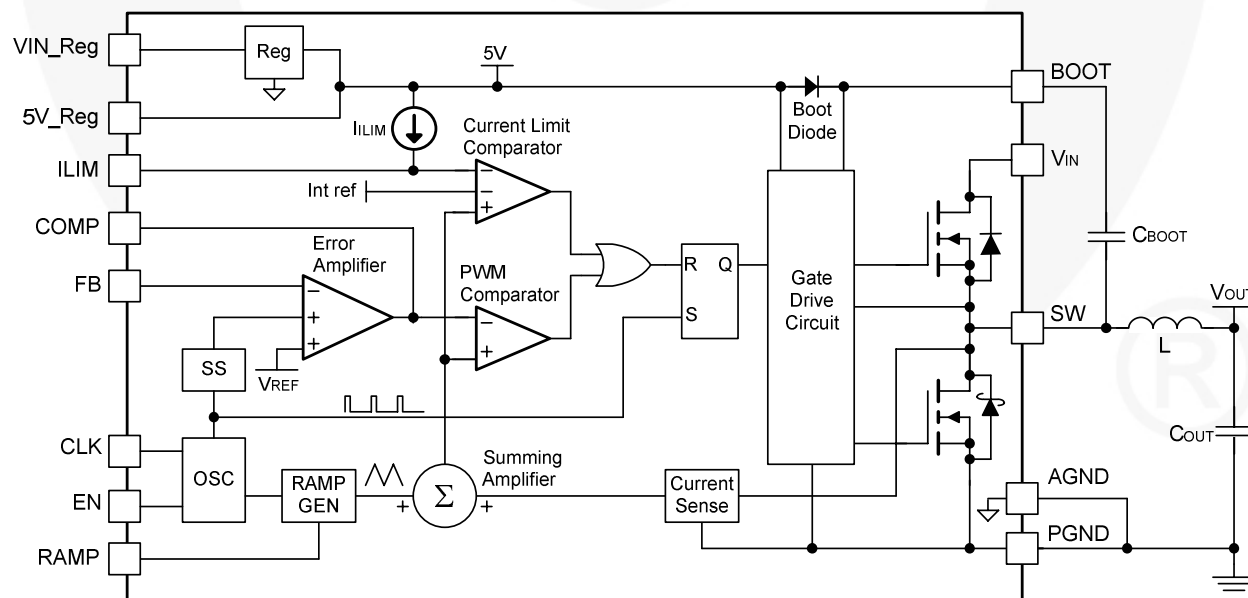 VIN_Reg
Reg
5V
5V_Reg
BOOT
Boot
Diode
IILIM
Current Limit
Comparator
ILIM
VIN
Int ref
COMP
CBOOT
Error
Amplifier
R
Q
PWM
Comparator
FB
Gate
Drive
Circuit
VOUT
S
SW
L
SS
VREF
COUT
CLK
OSC
EN
RAMP
GEN
Σ
Summing
Amplifier
Current
Sense
AGND
RAMP
PGND
®